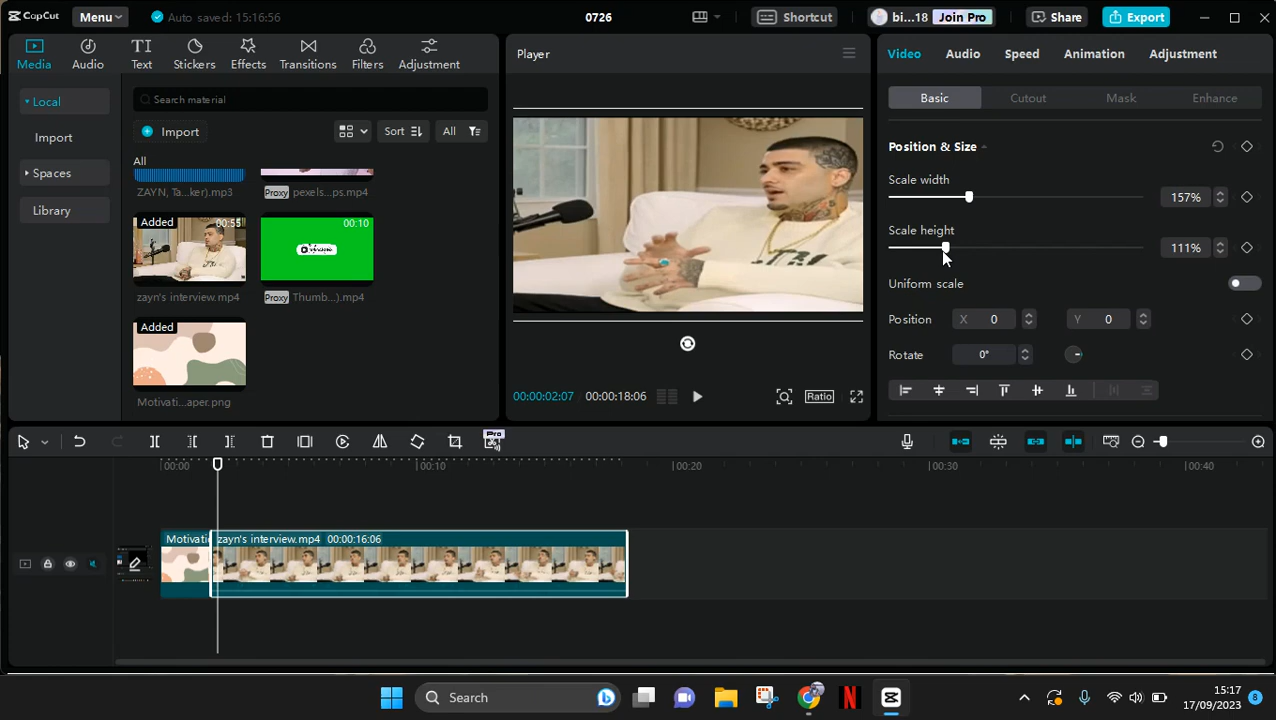 CapCut
Menu
Auto saved: 15:16:56
0726
Shortcut
bi...18
Join Pro
Share
Export
Media
Audio
Text
Stickers
Effects
Transitions
Filters
Adjustment
Local
Import
Spaces
Library
Search material
Import
Sort
All
All
ZAYN, Ta...ker).mp3
Proxy pexels...ps.mp4
Added 00:55
00:10
zayn's interview.mp4
Proxy Thumb...).mp4
Added
Motivati...aper.png
Player
00:00:02:07 00:00:18:06
Ratio
Video Audio Speed Animation Adjustment
Basic Cutout Mask Enhance
Position & Size
Scale width
157%
Scale height
111%
Uniform scale
Position X 0 Y 0
Rotate 0°
Pro
00:00 00:10 00:20 00:30 00:40
Motivati zayn's interview.mp4 00:00:16:06
Search
15:17
17/09/2023
8